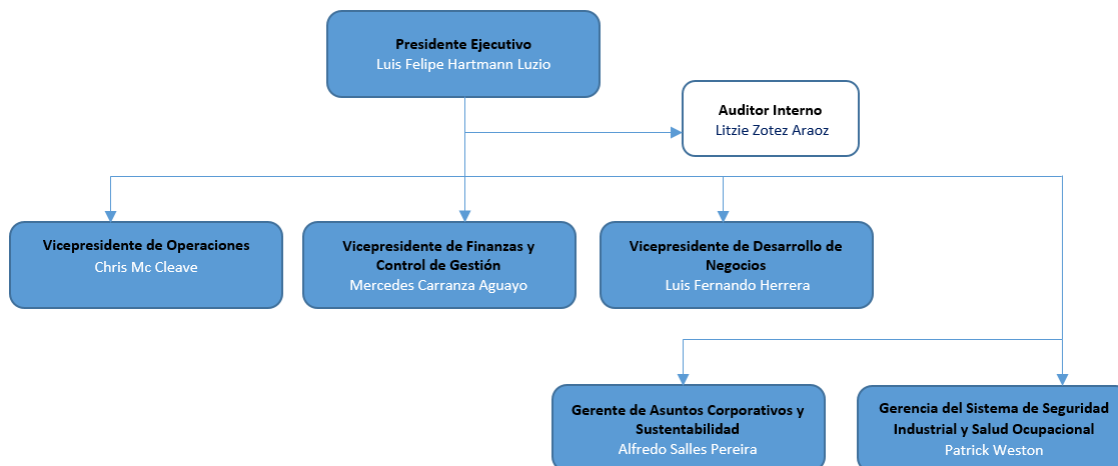 Presidente Ejecutivo
Luis Felipe Hartmann Luzio
Auditor Interno
Litzie Zotez Araoz
Vicepresidente de Operaciones
Chris Mc Cleave
Vicepresidente de Finanzas y
Control de Gestión
Mercedes Carranza Aguayo
Vicepresidente de Desarrollo de
Negocios
Luis Fernando Herrera
Gerente de Asuntos Corporativos y
Sustentabilidad
Alfredo Salles Pereira
Gerencia del Sistema de Seguridad
Industrial y Salud Ocupacional
Patrick Weston